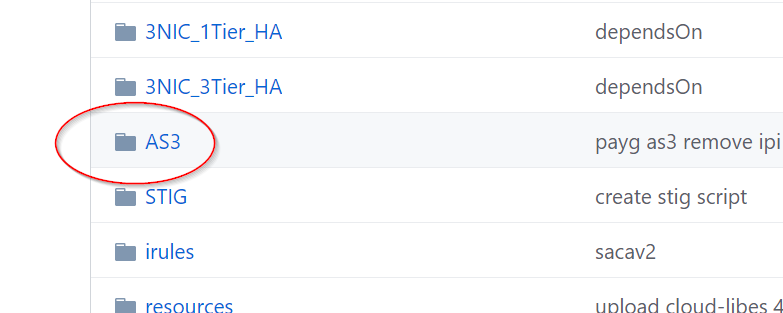 3NIC_1Tier_HA dependsOn
3NIC_3Tier_HA dependsOn
AS3 payg as3 remove ipi
STIG create stig script
irules sacav2
resources upload cloud-libes 4